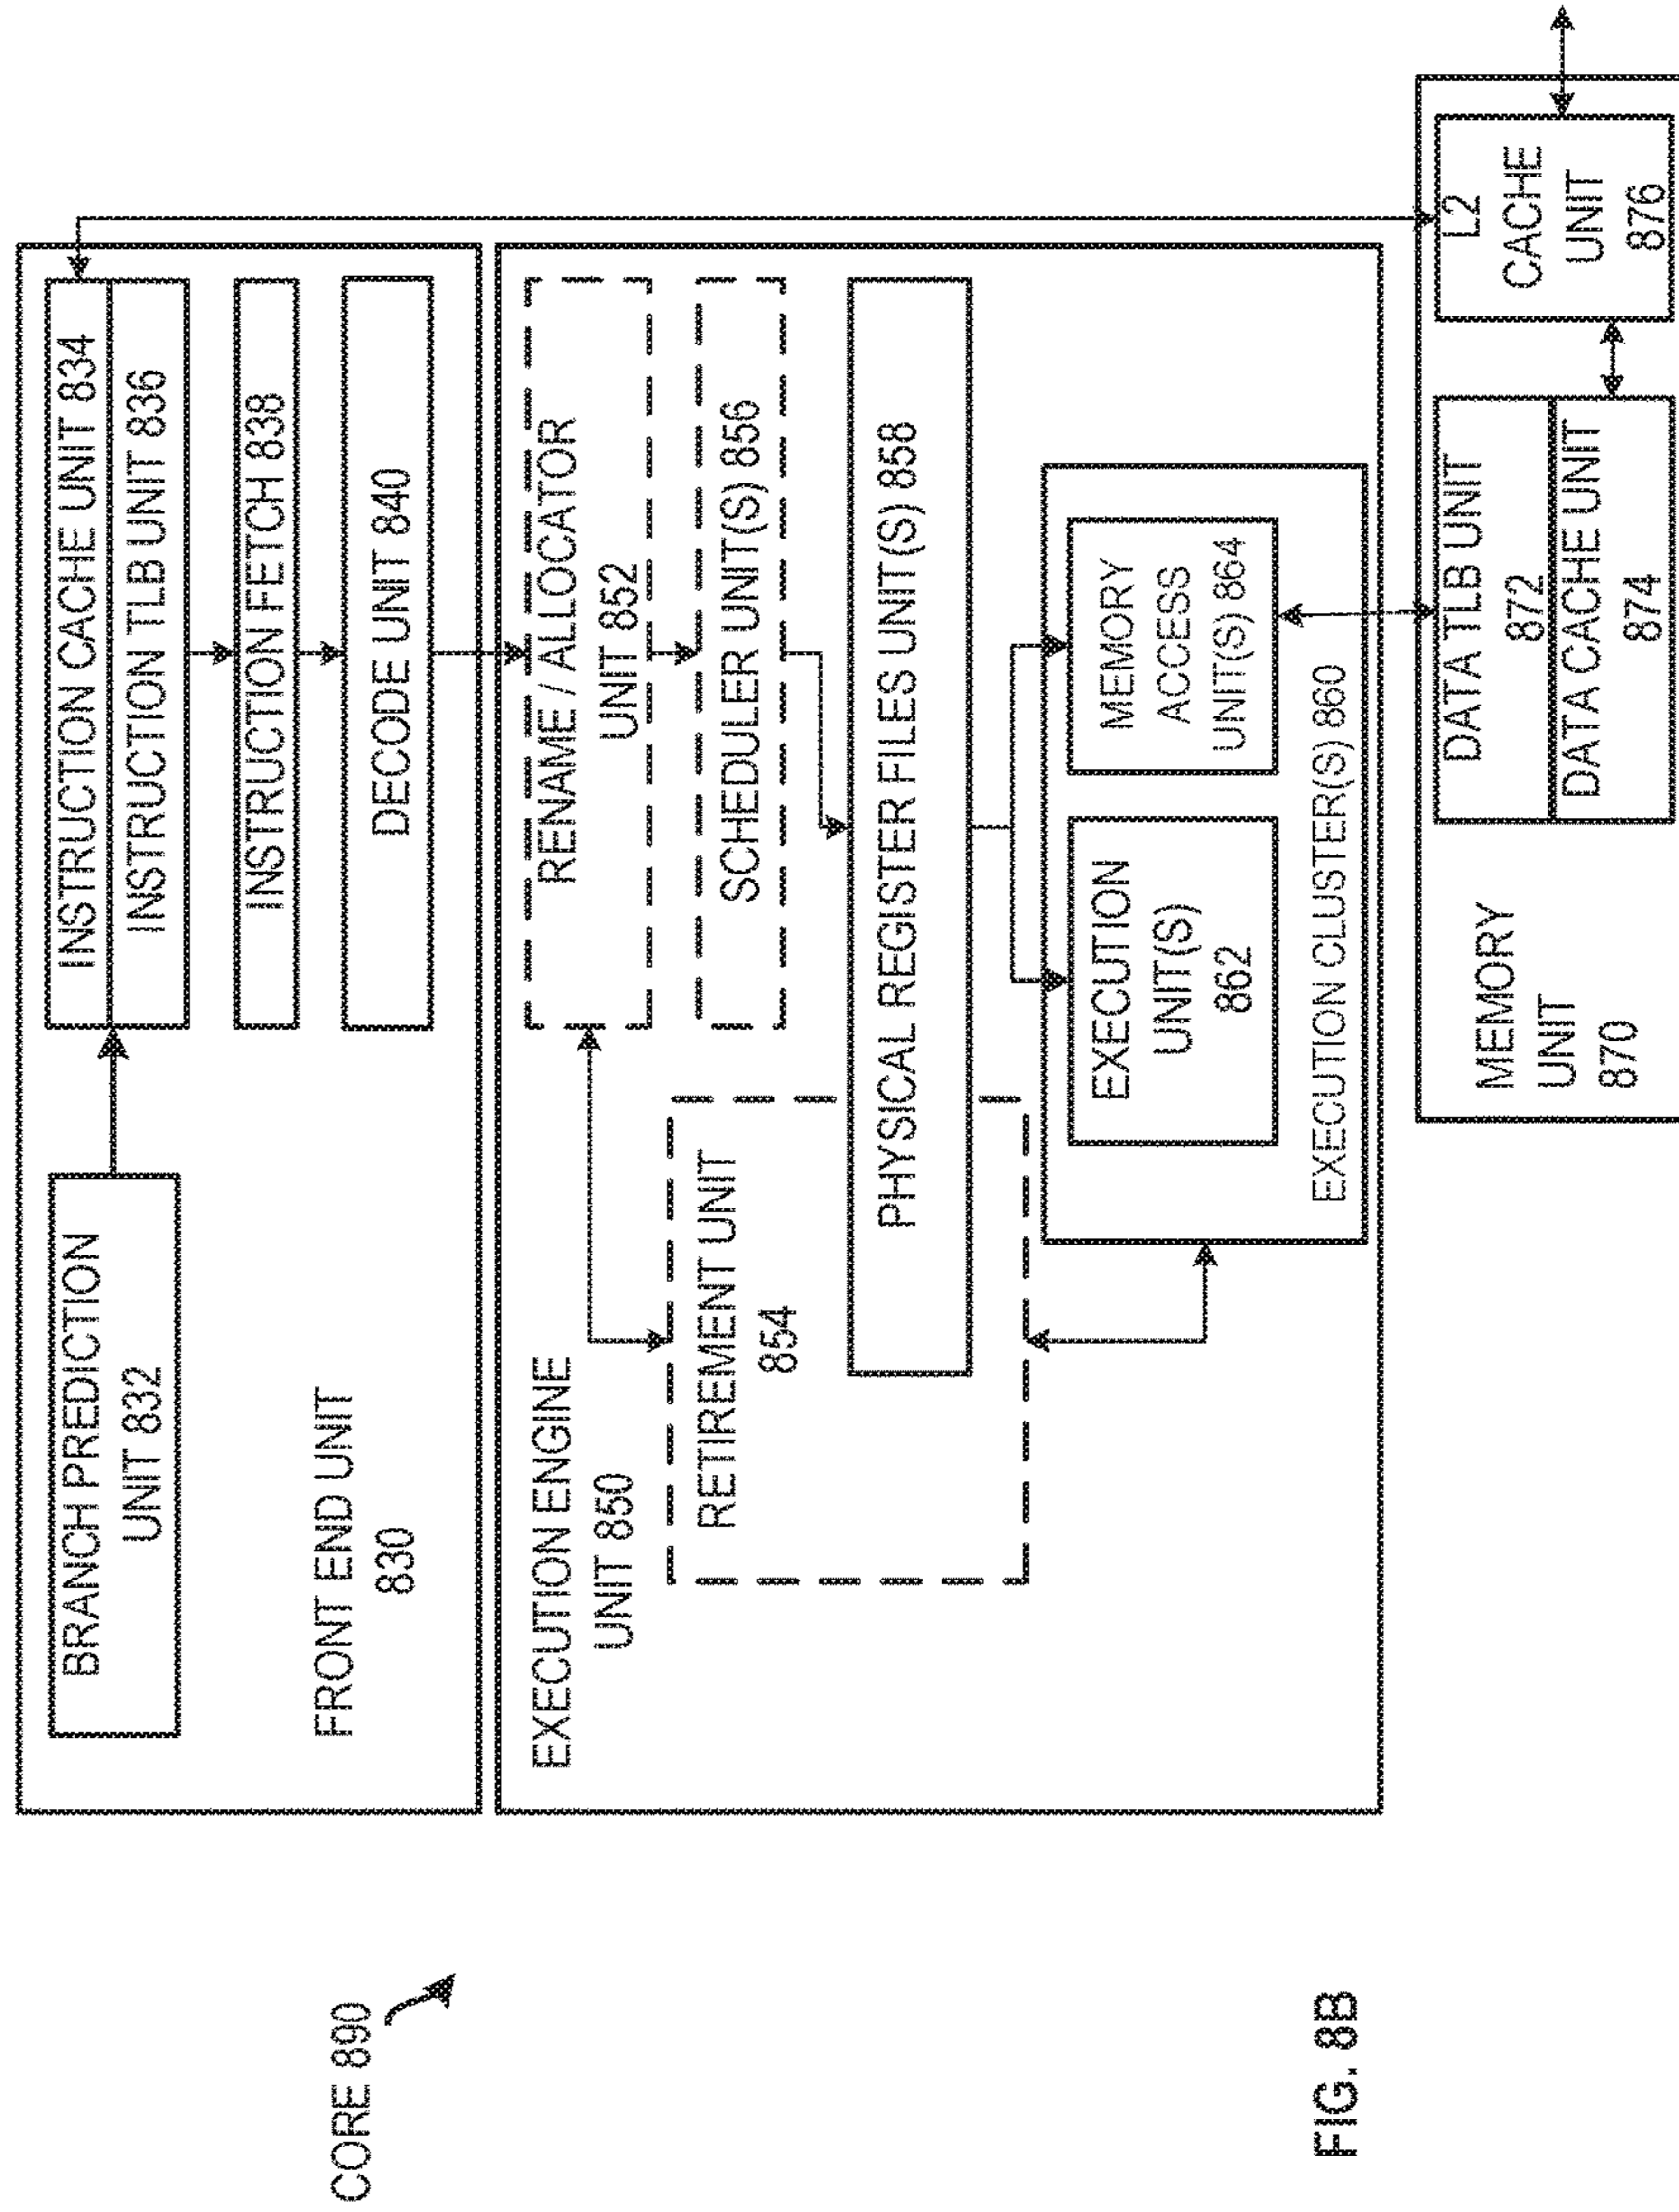 CORE 890
BRANCH PREDICTION
UNIT 832
INSTRUCTION CACHE UNIT 834
INSTRUCTION TLB UNIT 836
INSTRUCTION FETCH 838
DECODE UNIT 840
FRONT END UNIT
830
EXECUTION ENGINE
UNIT 850
RENAME / ALLOCATOR
UNIT 852
RETIREMENT UNIT
854
SCHEDULER UNIT(S) 856
PHYSICAL REGISTER FILES UNIT(S) 858
EXECUTION
UNIT(S)
862
MEMORY
ACCESS
UNIT(S) 864
EXECUTION CLUSTER(S) 860
MEMORY
UNIT
870
DATA TLB UNIT
872
DATA CACHE UNIT
874
L2
CACHE
UNIT
876
FIG. 8B